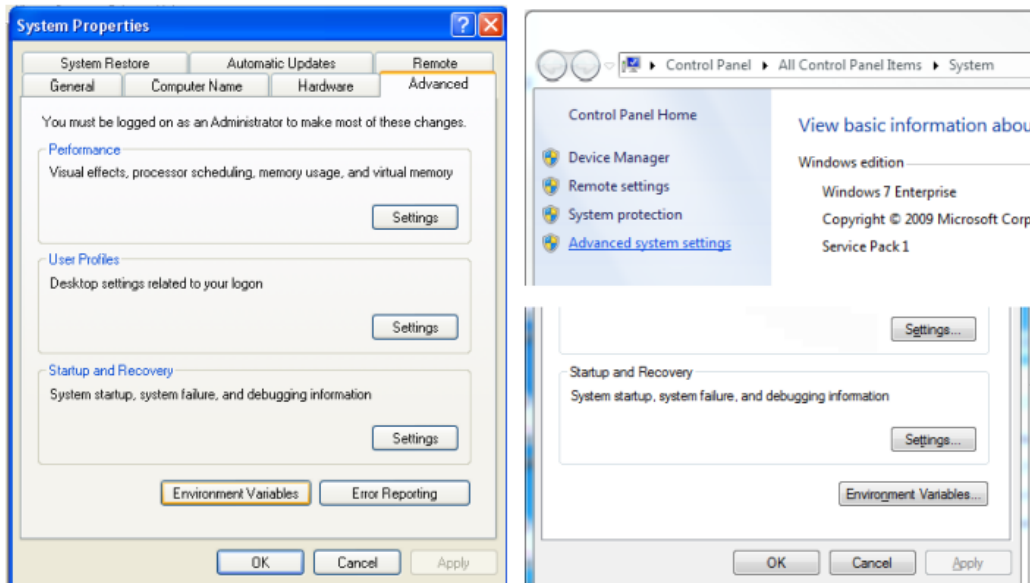 System Properties
System Restore Automatic Updates Remote
General Computer Name Hardware Advanced
You must be logged on as an Administrator to make most of these changes.
Performance
Visual effects, processor scheduling, memory usage, and virtual memory
Settings
User Profiles
Desktop settings related to your logon
Settings
Startup and Recovery
System startup, system failure, and debugging information
Settings
Environment Variables Error Reporting
OK Cancel Apply
Control Panel All Control Panel Items System
Control Panel Home
Device Manager
Remote settings
System protection
Advanced system settings
View basic information abou
Windows edition
Windows 7 Enterprise
Copyright © 2009 Microsoft Corp
Service Pack 1
Settings...
Startup and Recovery
System startup, system failure, and debugging information
Settings...
Environment Variables...
OK Cancel Apply